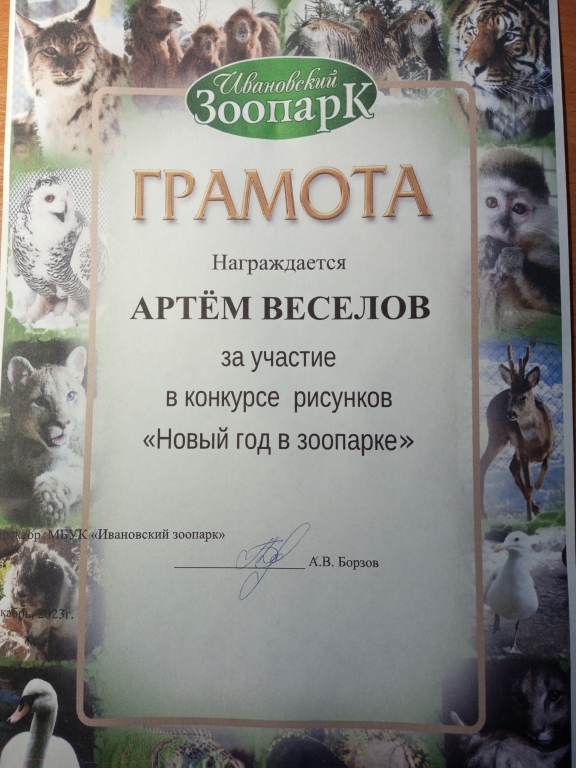 Ивановский
Зоопарк
ГРАМОТА
Награждается
АРТЁМ ВЕСЕЛОВ
за участие
в конкурсе рисунков
«Новый год в зоопарке»
МБУК «Ивановский зоопарк»
А.В. Борзов
2023г.